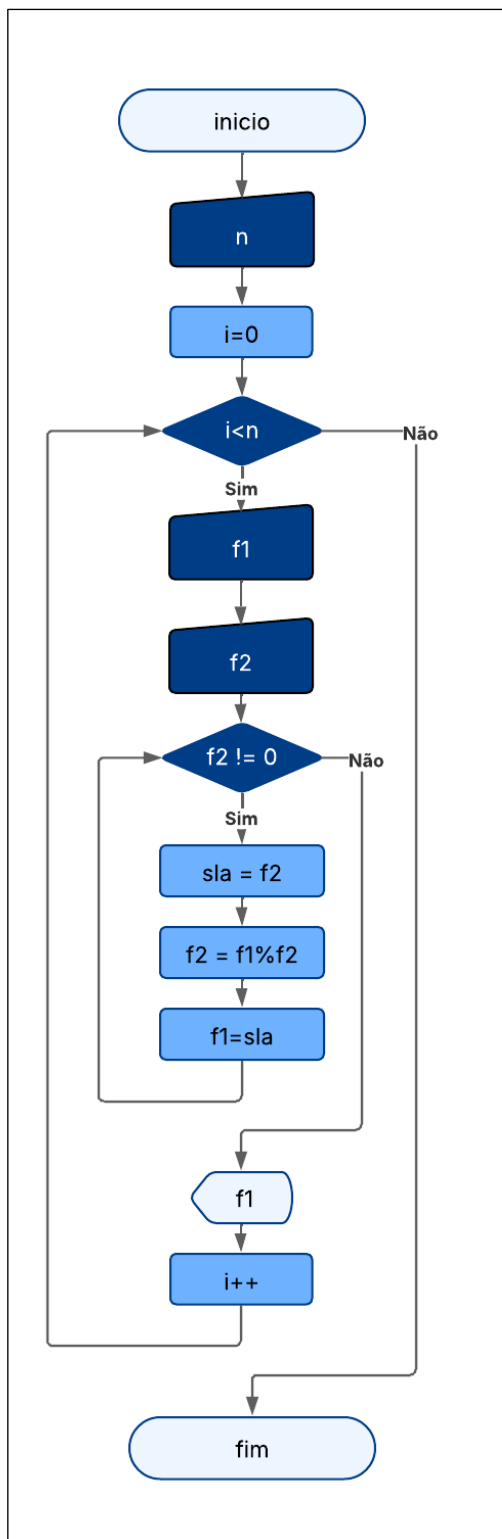 inicio
n
i=0
i<n
Não
Sim
f1
f2
f2 != 0
Não
Sim
sla = f2
f2 = f1%f2
f1=sla
f1
i++
fim